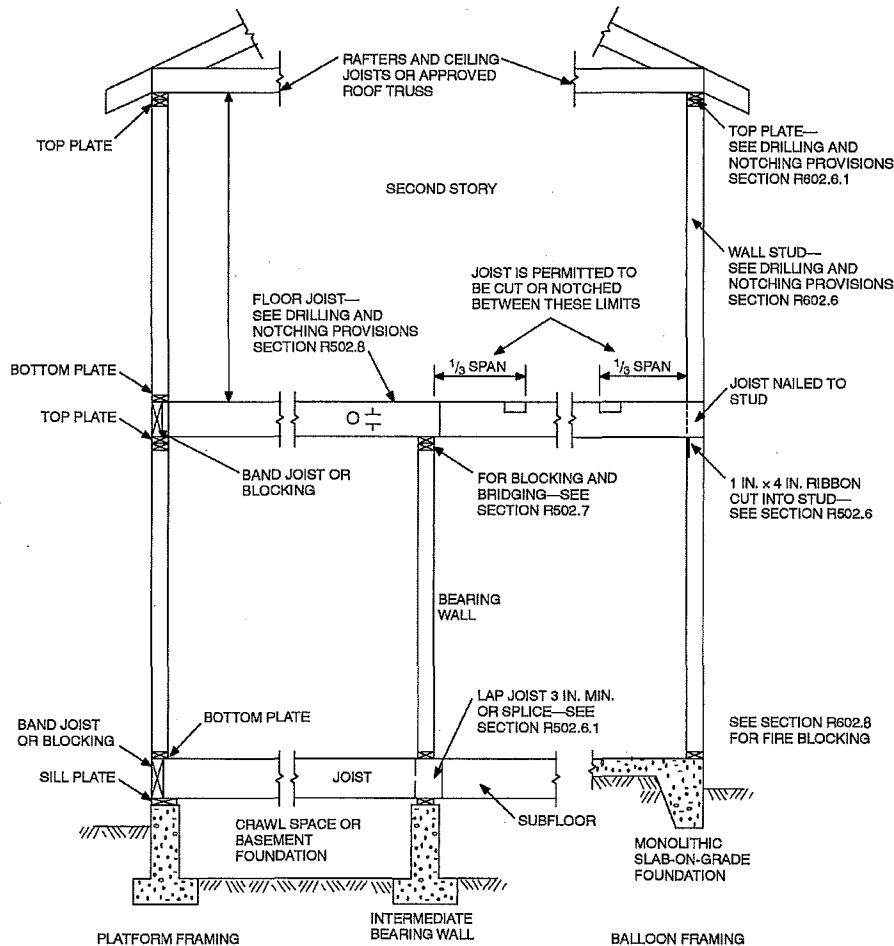 RAFTERS AND CEILING
JOISTS OR APPROVED
ROOF TRUSS
TOP PLATE
TOP PLATE—
SEE DRILLING AND
NOTCHING PROVISIONS
SECTION R602.6.1
SECOND STORY
WALL STUD—
SEE DRILLING AND
NOTCHING PROVISIONS
SECTION R602.6
JOIST IS PERMITTED TO
BE CUT OR NOTCHED
BETWEEN THESE LIMITS
FLOOR JOIST—
SEE DRILLING AND
NOTCHING PROVISIONS
SECTION R502.8
1/3 SPAN
1/3 SPAN
BOTTOM PLATE
JOIST NAILED TO
STUD
TOP PLATE
BAND JOIST OR
BLOCKING
FOR BLOCKING AND
BRIDGING—SEE
SECTION R502.7
1 IN. × 4 IN. RIBBON
CUT INTO STUD—
SEE SECTION R502.6
BEARING
WALL
LAP JOIST 3 IN. MIN.
OR SPLICE—SEE
SECTION R502.6.1
BOTTOM PLATE
BAND JOIST
OR BLOCKING
SEE SECTION R602.8
FOR FIRE BLOCKING
SILL PLATE
JOIST
SUBFLOOR
CRAWL SPACE OR
BASEMENT
FOUNDATION
MONOLITHIC
SLAB-ON-GRADE
FOUNDATION
INTERMEDIATE
BEARING WALL
PLATFORM FRAMING
BALLOON FRAMING